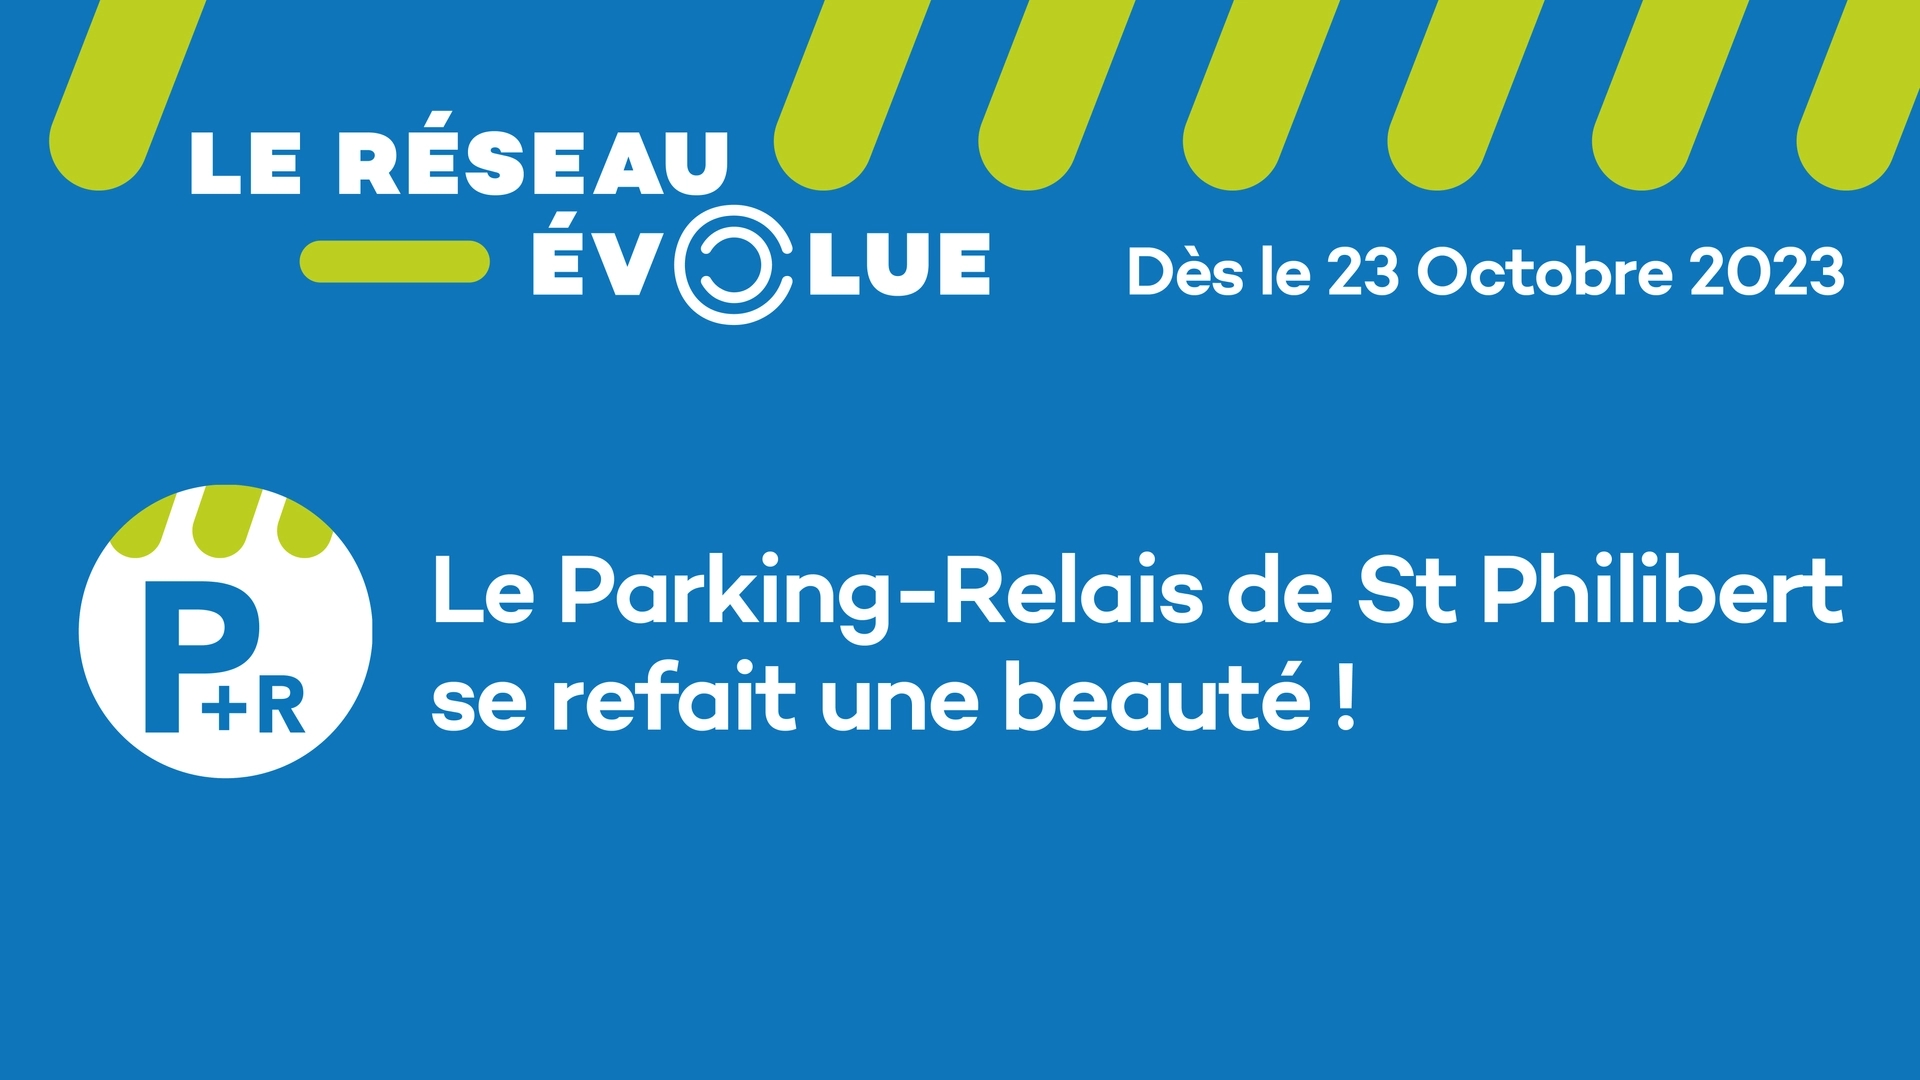 LE RÉSEAU
ÉVOLUE
Dès le 23 Octobre 2023
P+R
Le Parking-Relais de St Philibert
se refait une beauté !